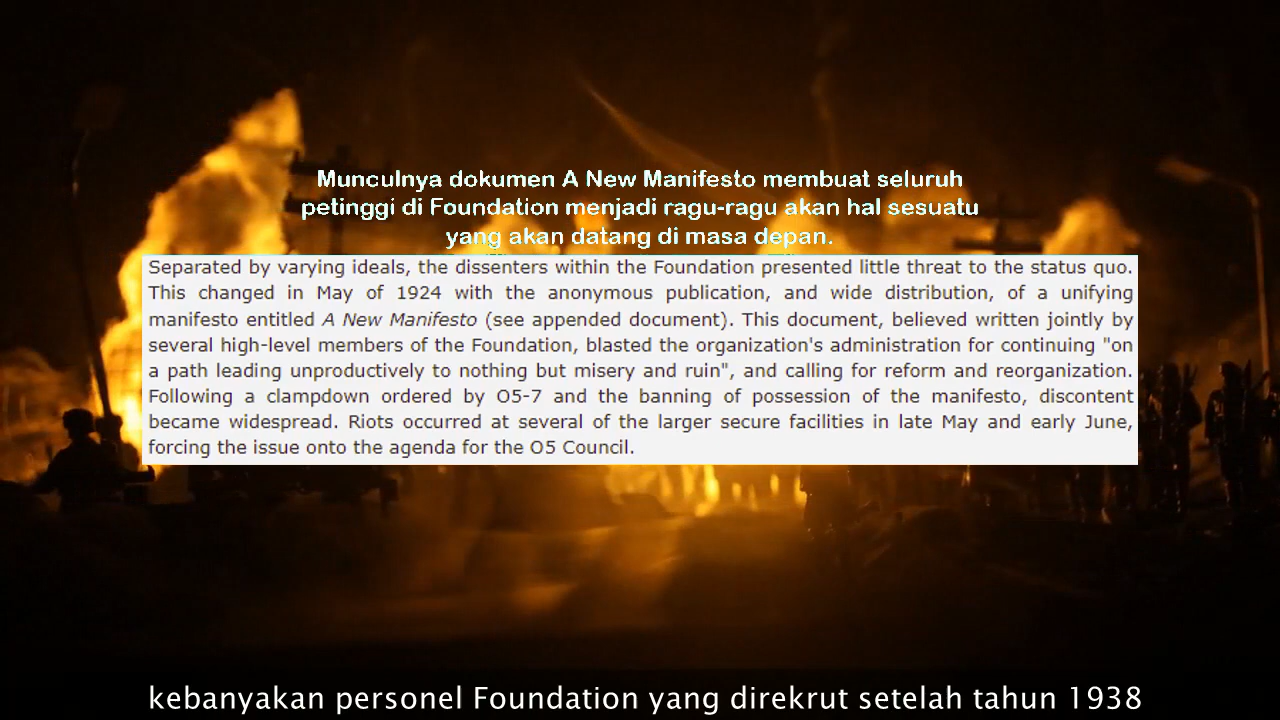 Munculnya dokumen A New Manifesto membuat seluruh
petinggi di Foundation menjadi ragu-ragu akan hal sesuatu
yang akan datang di masa depan.
Separated by varying ideals, the dissenters within the Foundation presented little threat to the status quo.
This changed in May of 1924 with the anonymous publication, and wide distribution, of a unifying
manifesto entitled A New Manifesto (see appended document). This document, believed written jointly by
several high-level members of the Foundation, blasted the organization's administration for continuing "on
a path leading unproductively to nothing but misery and ruin", and calling for reform and reorganization.
Following a clampdown ordered by O5-7 and the banning of possession of the manifesto, discontent
became widespread. Riots occurred at several of the larger secure facilities in late May and early June,
forcing the issue onto the agenda for the O5 Council.
kebanyakan personel Foundation yang direkrut setelah tahun 1938